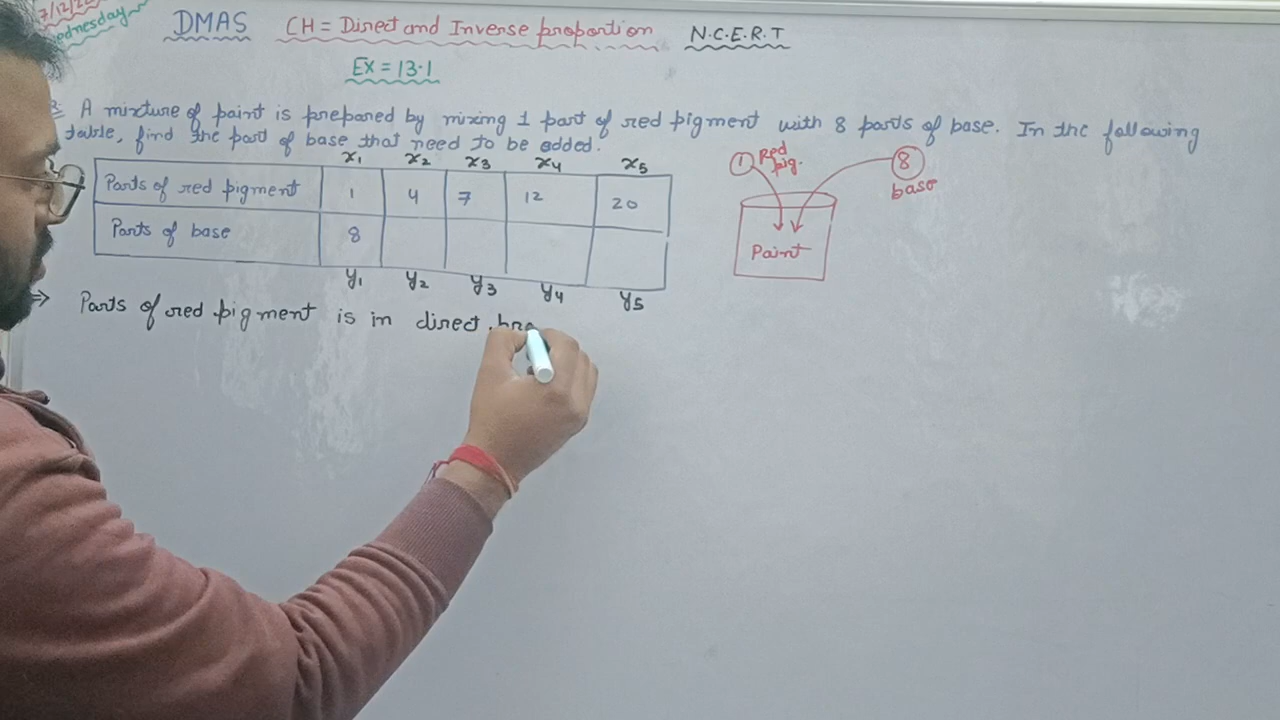 DMAS CH = Direct and Inverse proportion N.C.E.R.T
EX = 13.1
A mixture of paint is prepared by mixing 1 part of red pigment with 8 parts of base. In the following
table, find the part of base that need to be added.
x1 x2 x3 x4 x5
Parts of red pigment 1 4 7 12 20
Parts of base 8
y1 y2 y3 y4 y5
1 Red pig.
8 base
Paint
⇒ Parts of red pigment is in direct pro